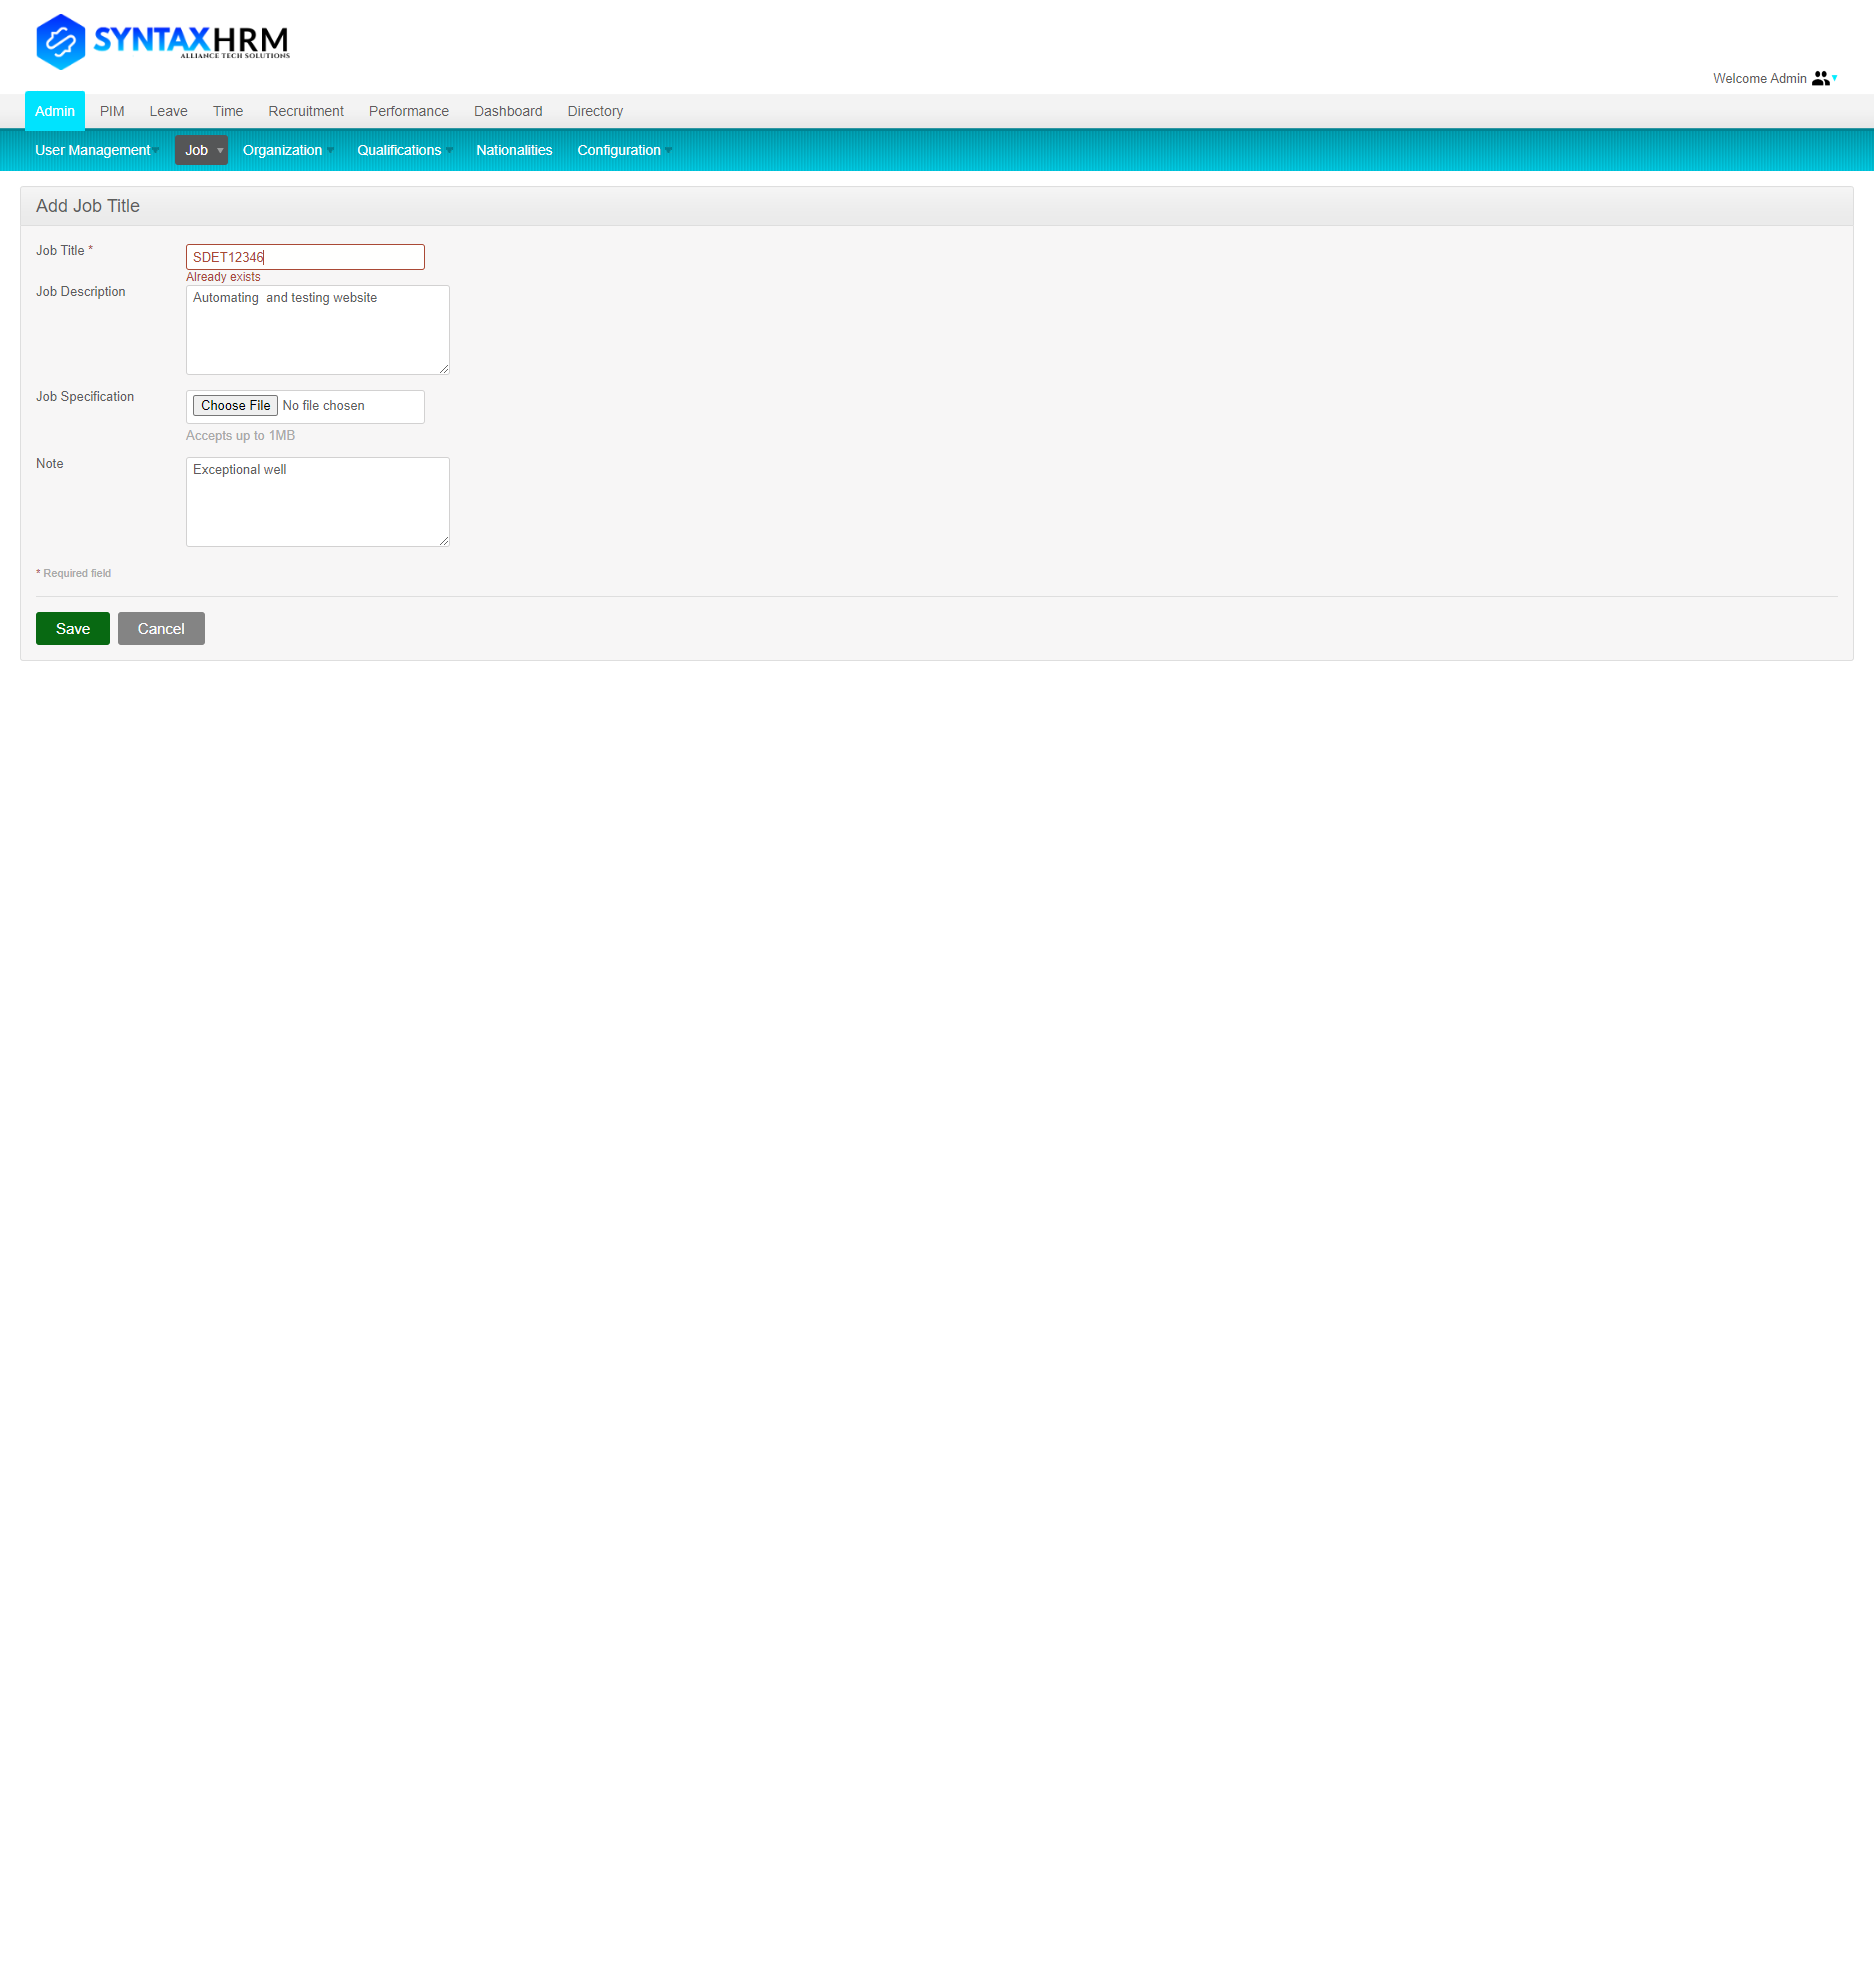 SYNTAXHRM
ALLIANCE TECH SOLUTIONS
Welcome Admin
Admin PIM Leave Time Recruitment Performance Dashboard Directory
User Management Job Organization Qualifications Nationalities Configuration
Add Job Title
Job Title * SDET12346
Already exists
Job Description Automating  and testing website
Job Specification Choose File No file chosen
Accepts up to 1MB
Note Exceptional well
* Required field
Save Cancel